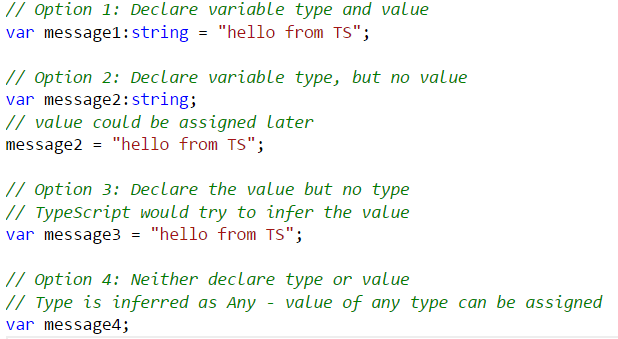 // Option 1: Declare variable type and value
var message1:string = "hello from TS";
// Option 2: Declare variable type, but no value
var message2:string;
// value could be assigned later
message2 = "hello from TS";
// Option 3: Declare the value but no type
// TypeScript would try to infer the value
var message3 = "hello from TS";
// Option 4: Neither declare type or value
// Type is inferred as Any - value of any type can be assigned
var message4;